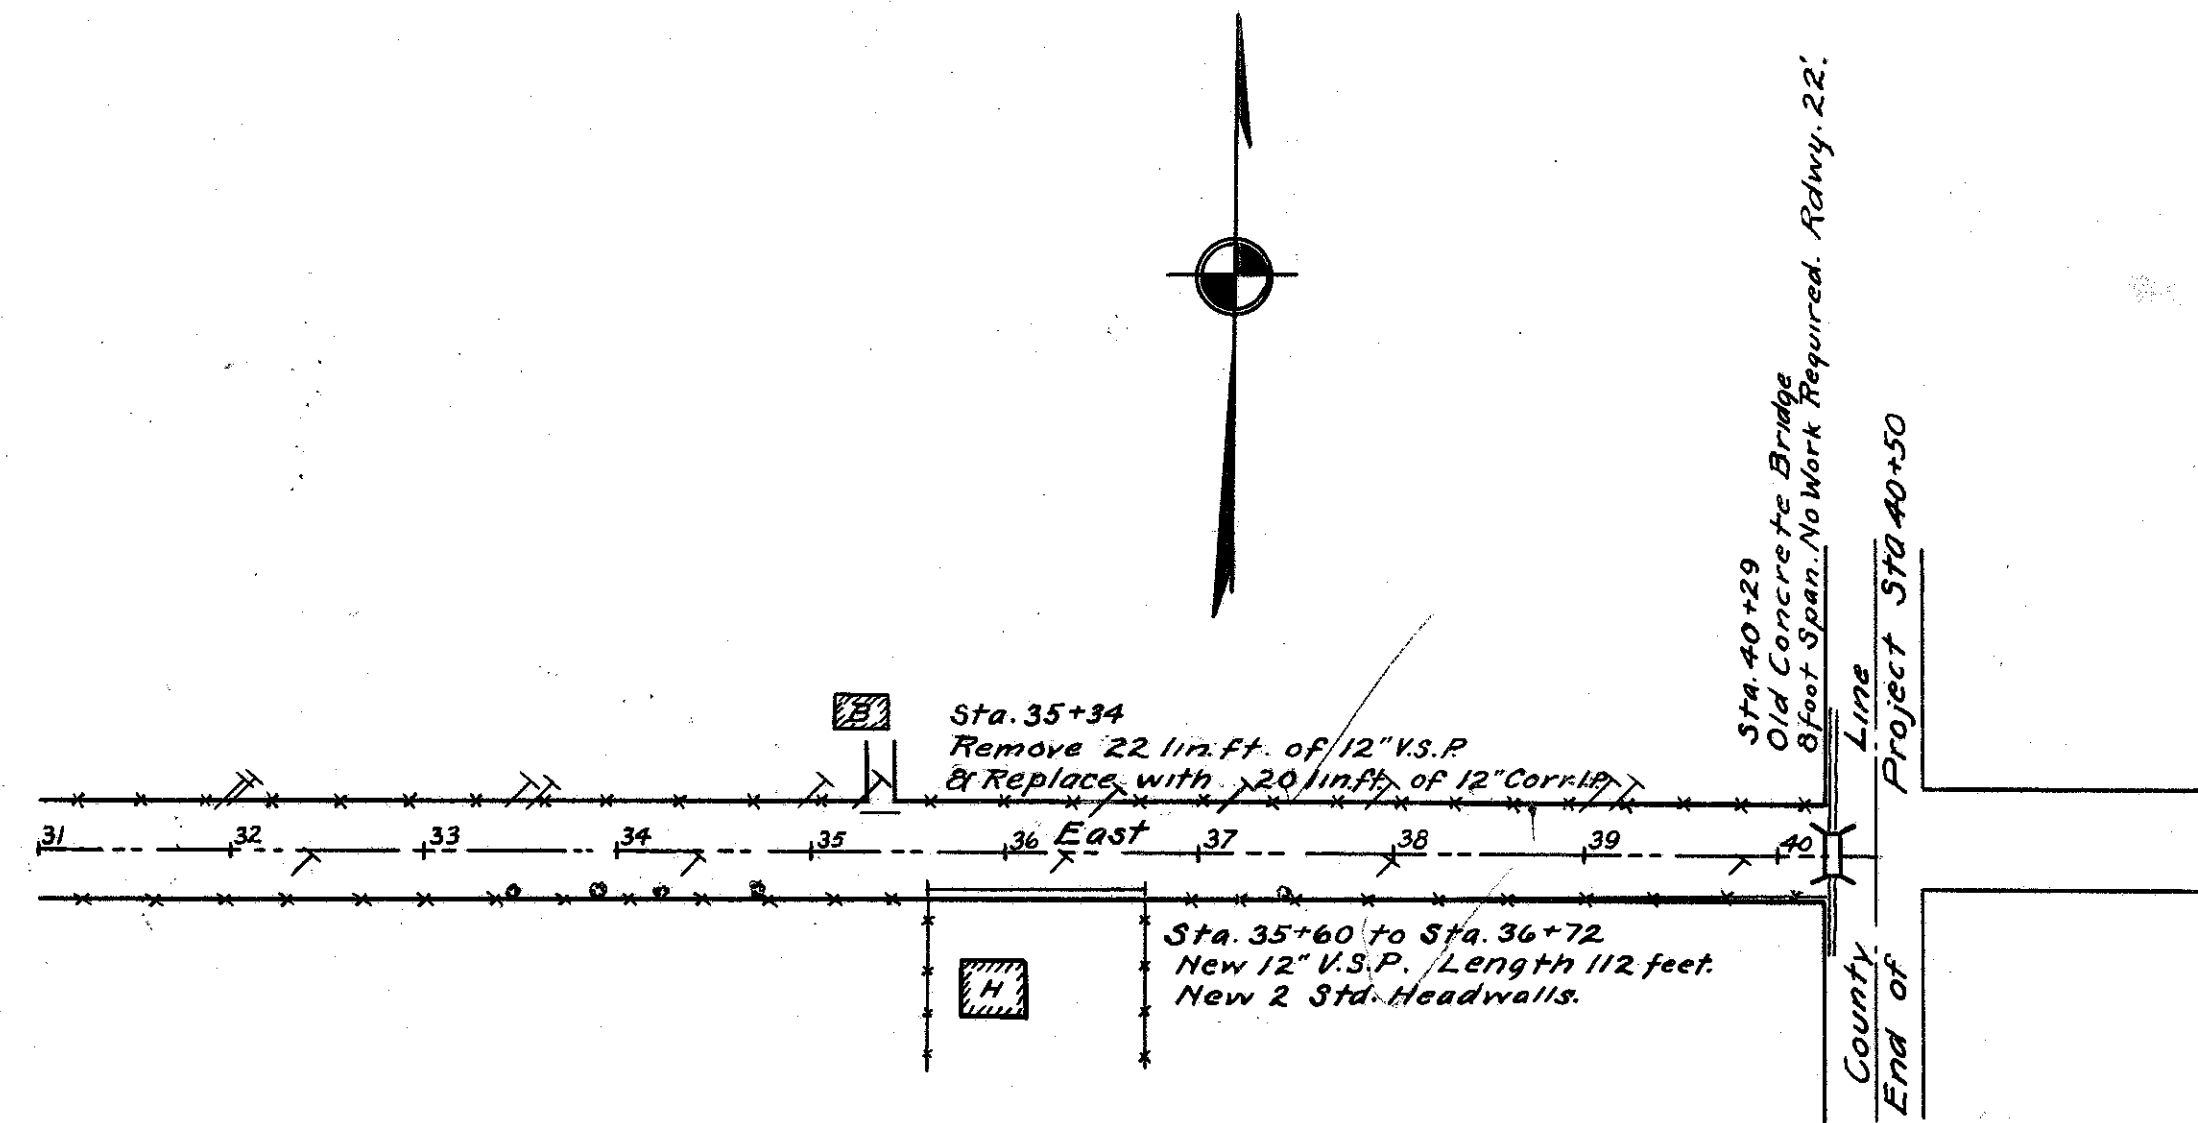 Sta. 40+29
Old Concrete Bridge
8 foot Span. No Work Required. Rdwy. 22'.
B
Sta. 35+34
Remove 22 lin. ft. of 12" V.S.P.
& Replace with 20 lin. ft. of 12" Corr. I.P.
31 32 33 34 35 36 East 37 38 39 40
Sta. 35+60 to Sta. 36+72
New 12" V.S.P. Length 112 feet.
New 2 Std. Headwalls.
H
County Line
End of Project Sta 40+50